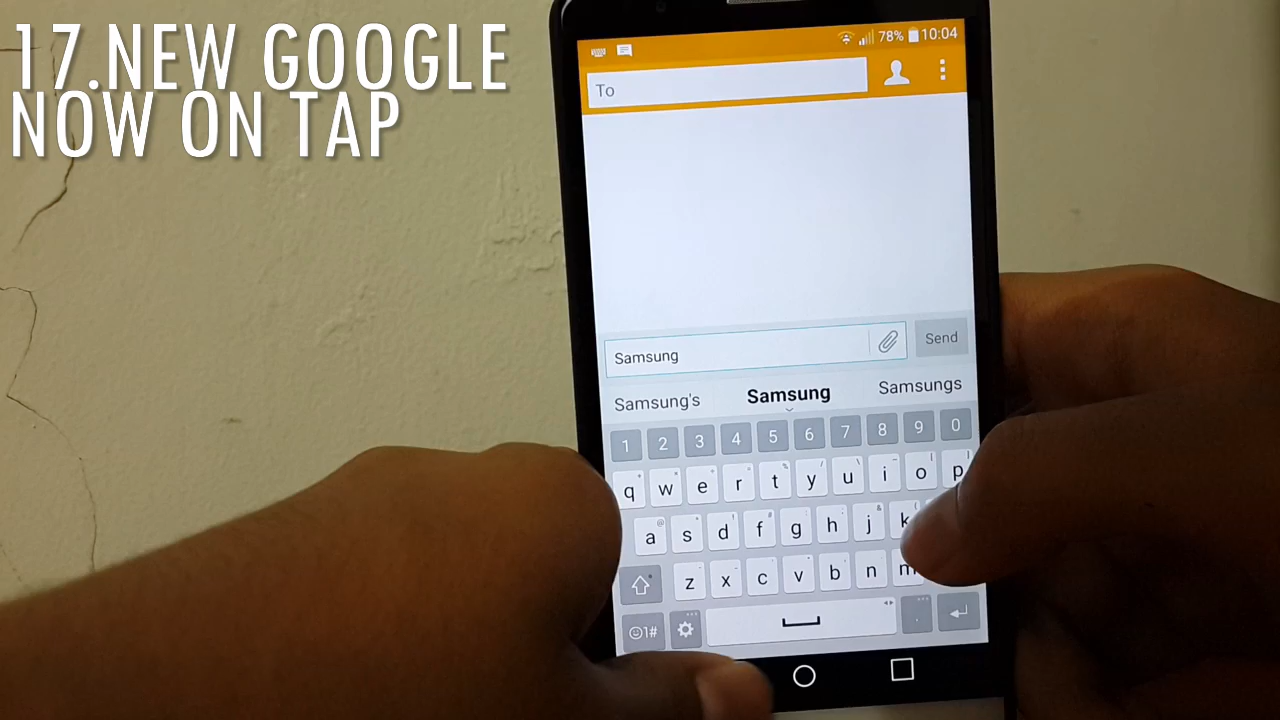 17.NEW GOOGLE
NOW ON TAP
78% 10:04
To
Samsung
Send
Samsung's Samsung Samsungs
1 2 3 4 5 6 7 8 9 0
q w e r t y u i o p
a s d f g h j k
z x c v b n m
1#